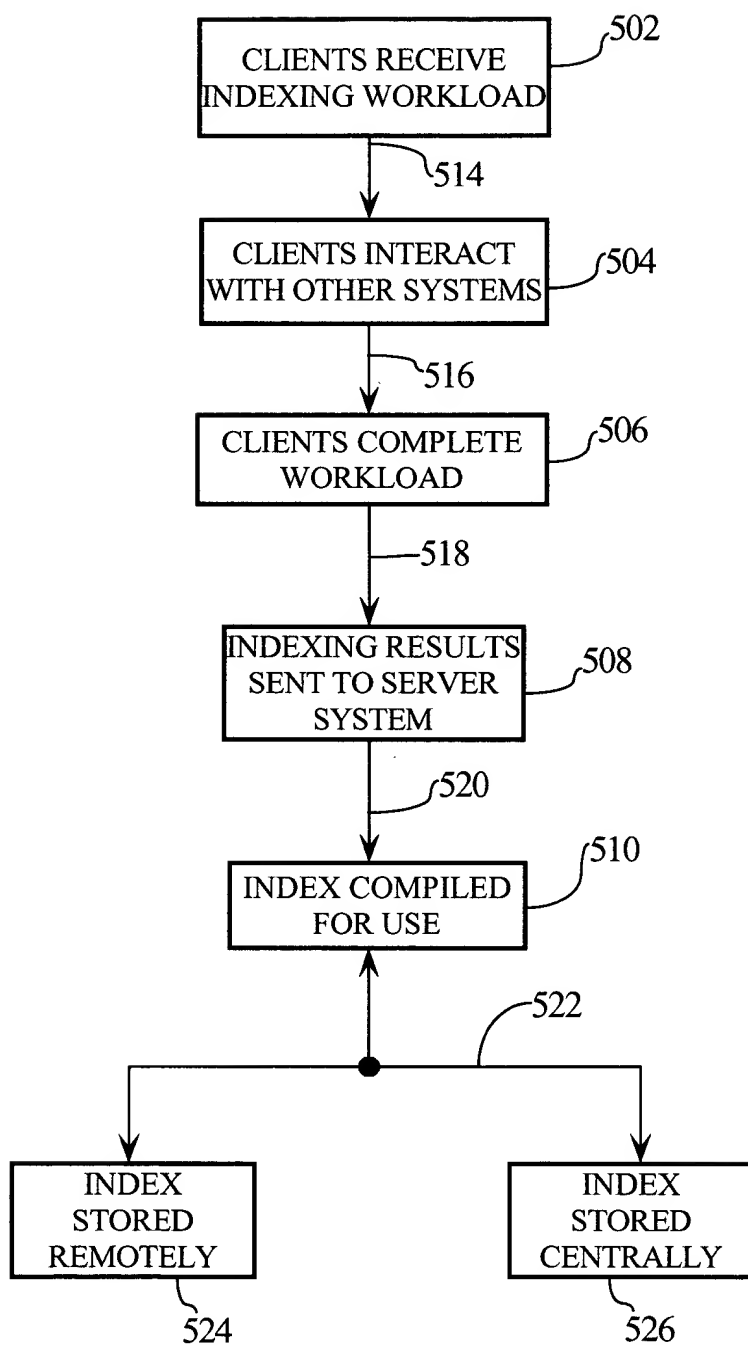 502
CLIENTS RECEIVE
INDEXING WORKLOAD
514
CLIENTS INTERACT
WITH OTHER SYSTEMS
504
516
CLIENTS COMPLETE
WORKLOAD
506
518
INDEXING RESULTS
SENT TO SERVER
SYSTEM
508
520
INDEX COMPILED
FOR USE
510
522
INDEX
STORED
REMOTELY
524
INDEX
STORED
CENTRALLY
526